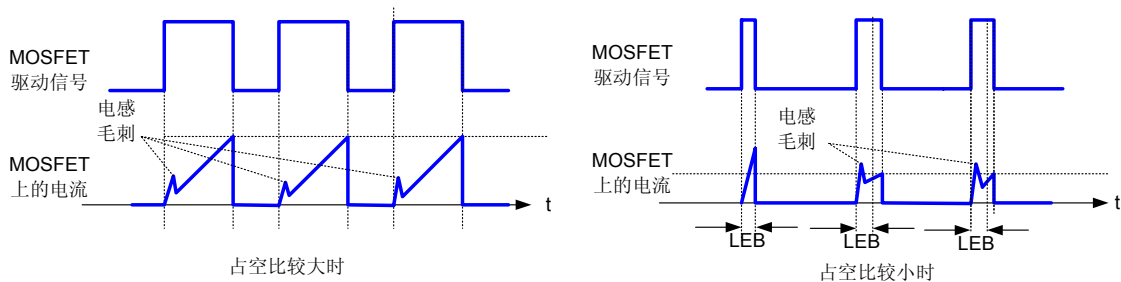 MOSFET
驱动信号
电感
毛刺
MOSFET
上的电流
t
占空比较大时
MOSFET
驱动信号
电感
毛刺
MOSFET
上的电流
t
LEB
LEB
LEB
占空比较小时